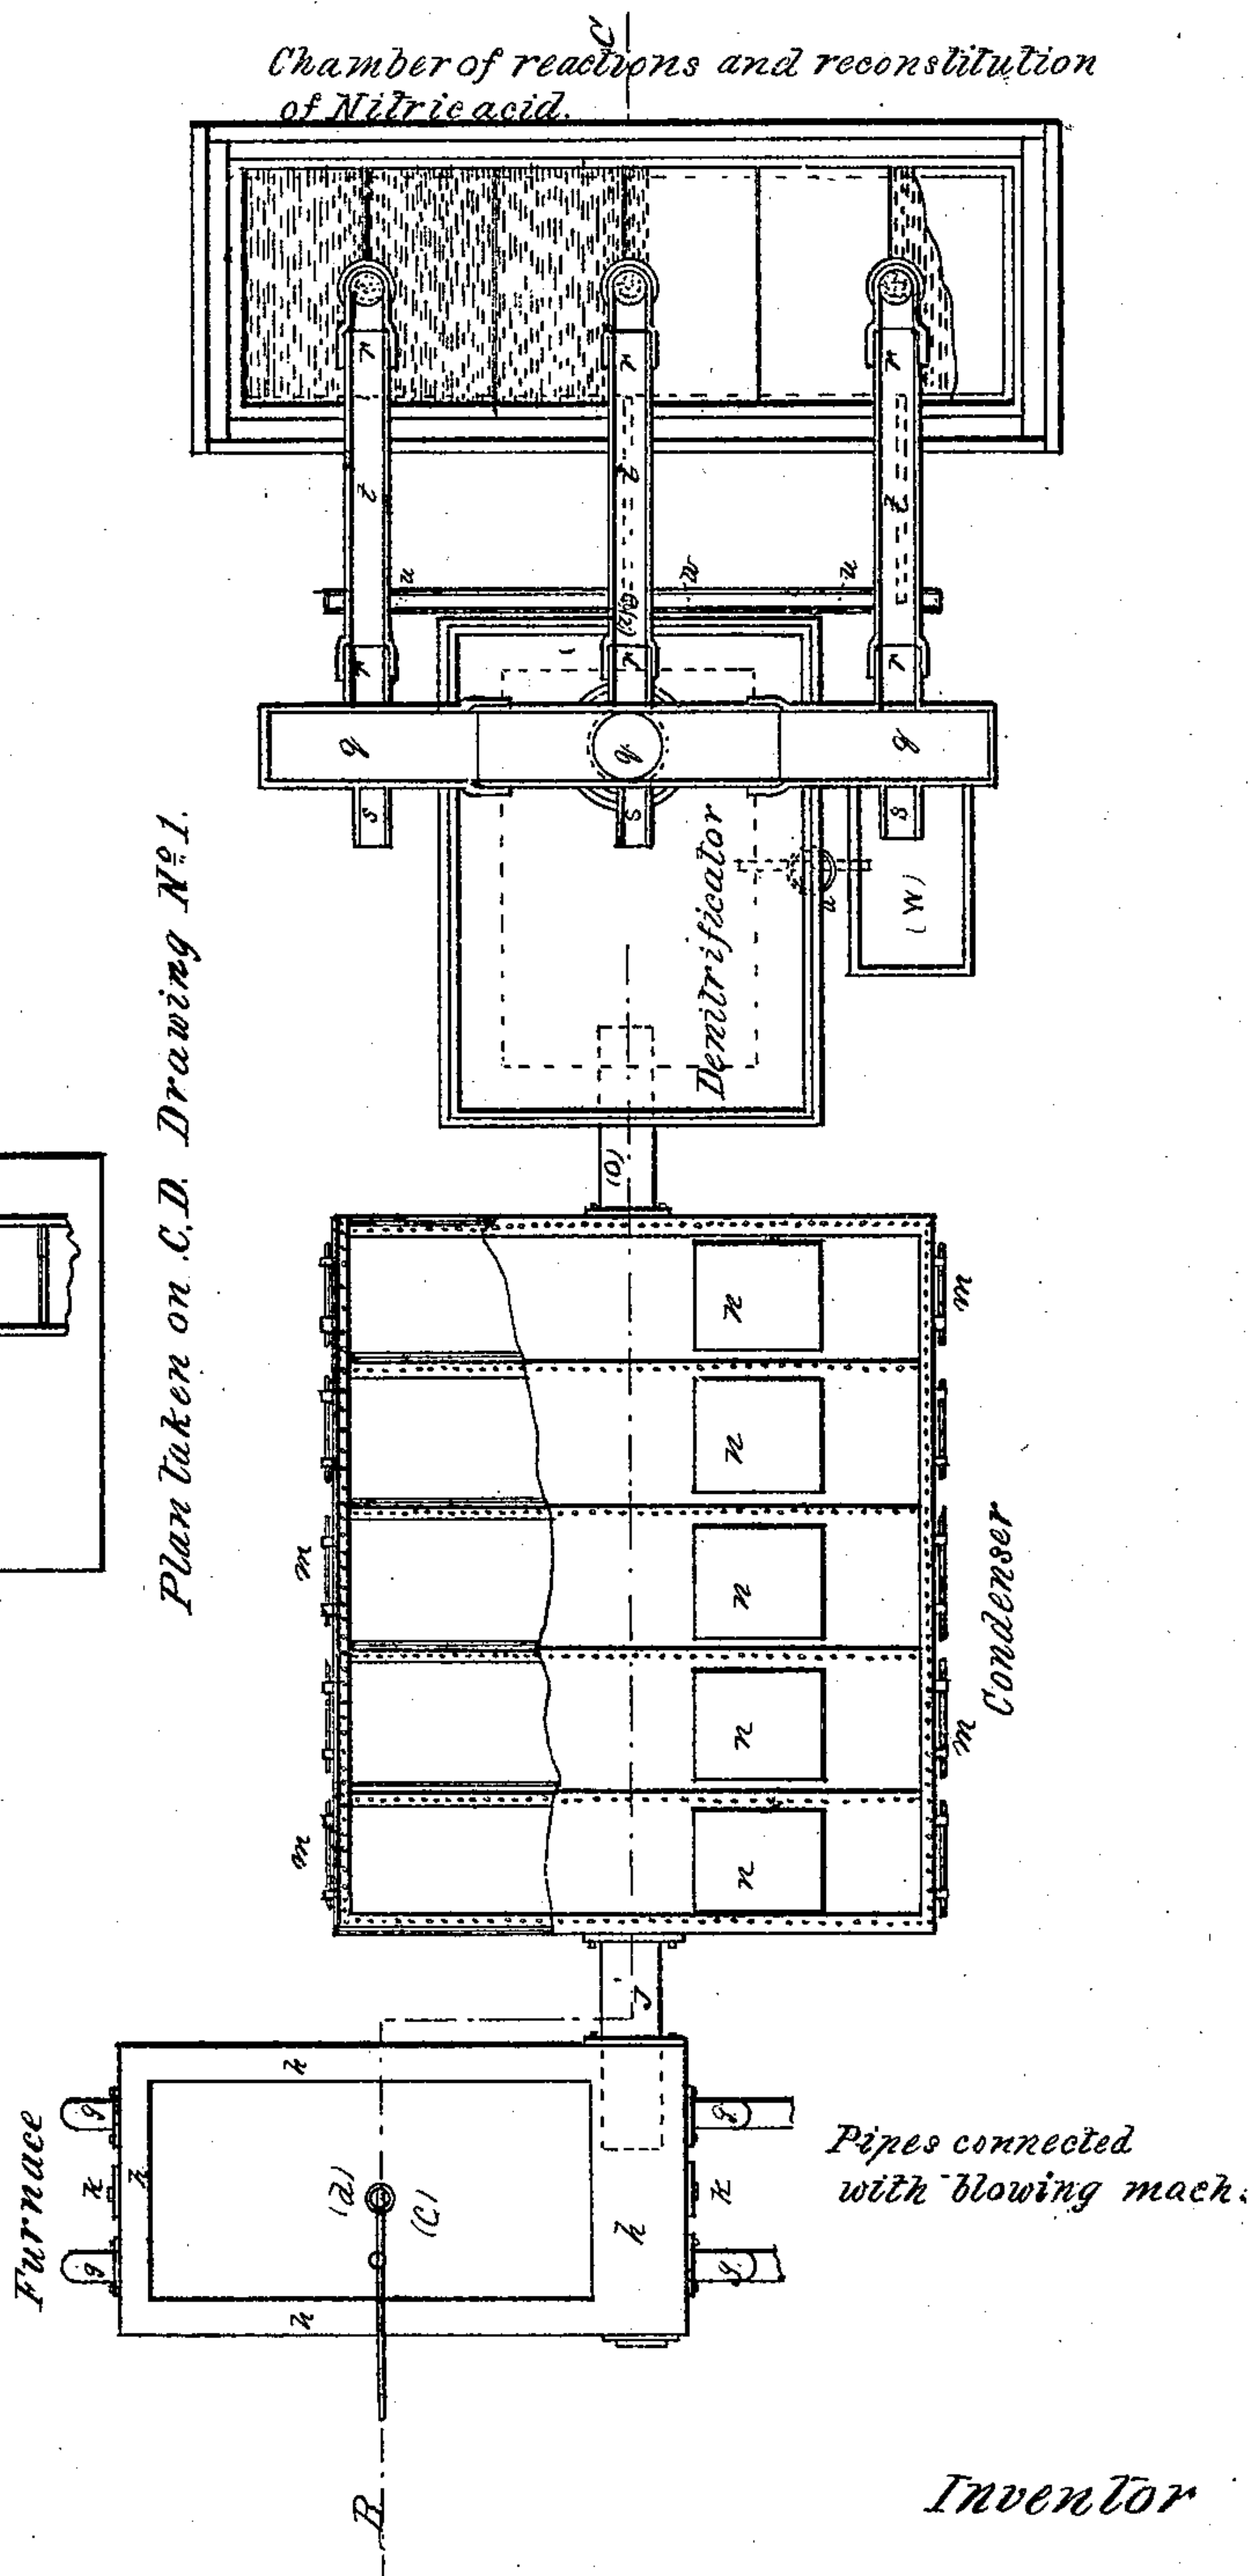 C
Chamber of reactions and reconstitution
of Nitric acid.
r
r
r
t
t
t
u
w
u
r
r
r
q
q
q
s
s
s
u
(W)
Denitrificator
Plan taken on C.D. Drawing No. 1.
(o)
n
m
n
m
n
Condenser
n
m
m
n
J
Furnace
h
g
g
k
h
k
(d)
(C)
h
g
g
h
Pipes connected
with blowing mach.
B
Inventor